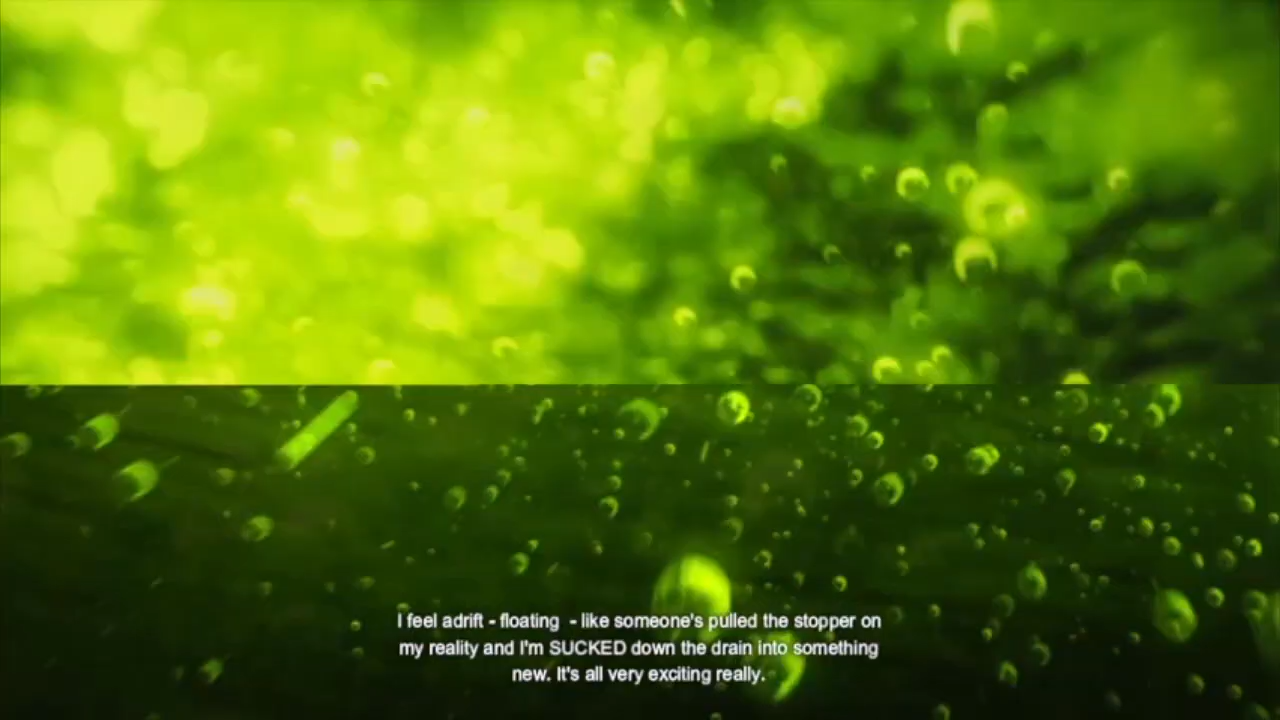 I feel adrift - floating  - like someone's pulled the stopper on
my reality and I'm SUCKED down the drain into something
new. It's all very exciting really.